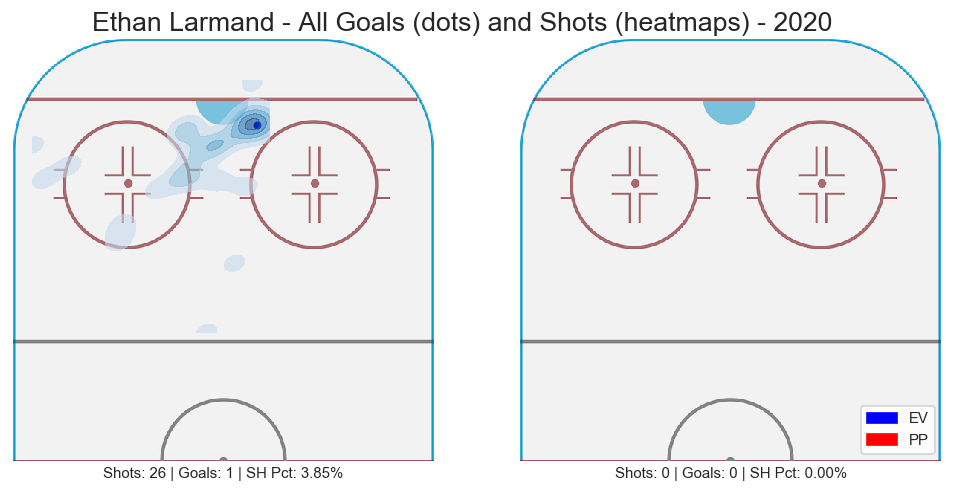 Ethan Larmand - All Goals (dots) and Shots (heatmaps) - 2020
EV
PP
Shots: 26 | Goals: 1 | SH Pct: 3.85%
Shots: 0 | Goals: 0 | SH Pct: 0.00%